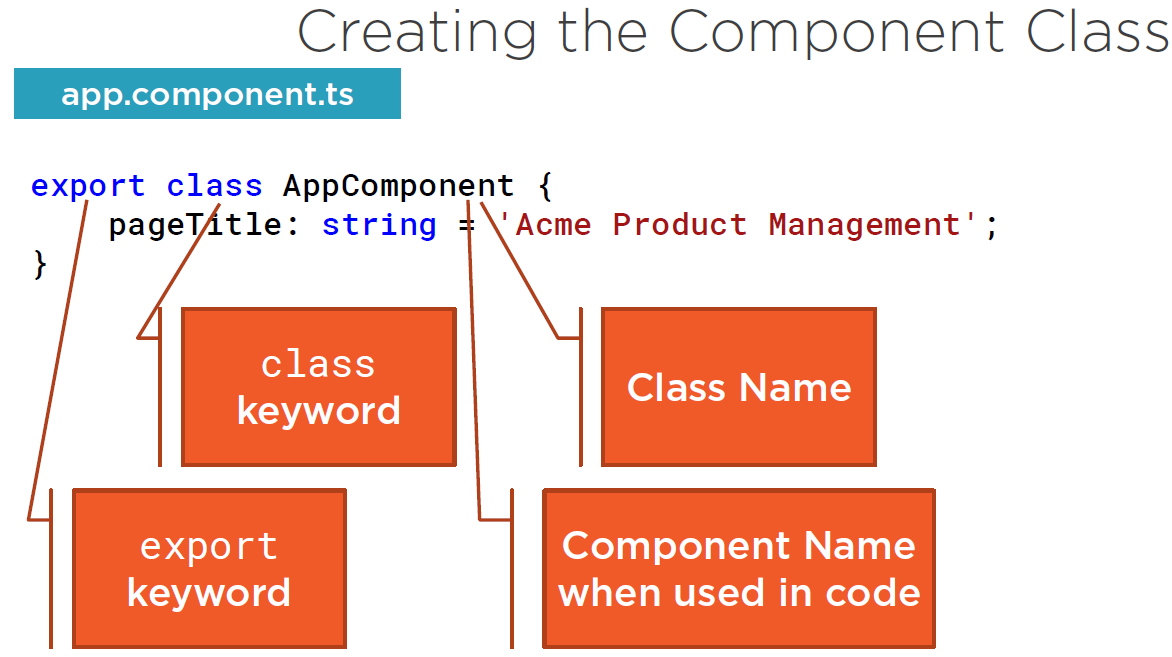 Creating the Component Class
app.component.ts
export class AppComponent {
    pageTitle: string = 'Acme Product Management';
}
class
keyword
Class Name
export
keyword
Component Name
when used in code